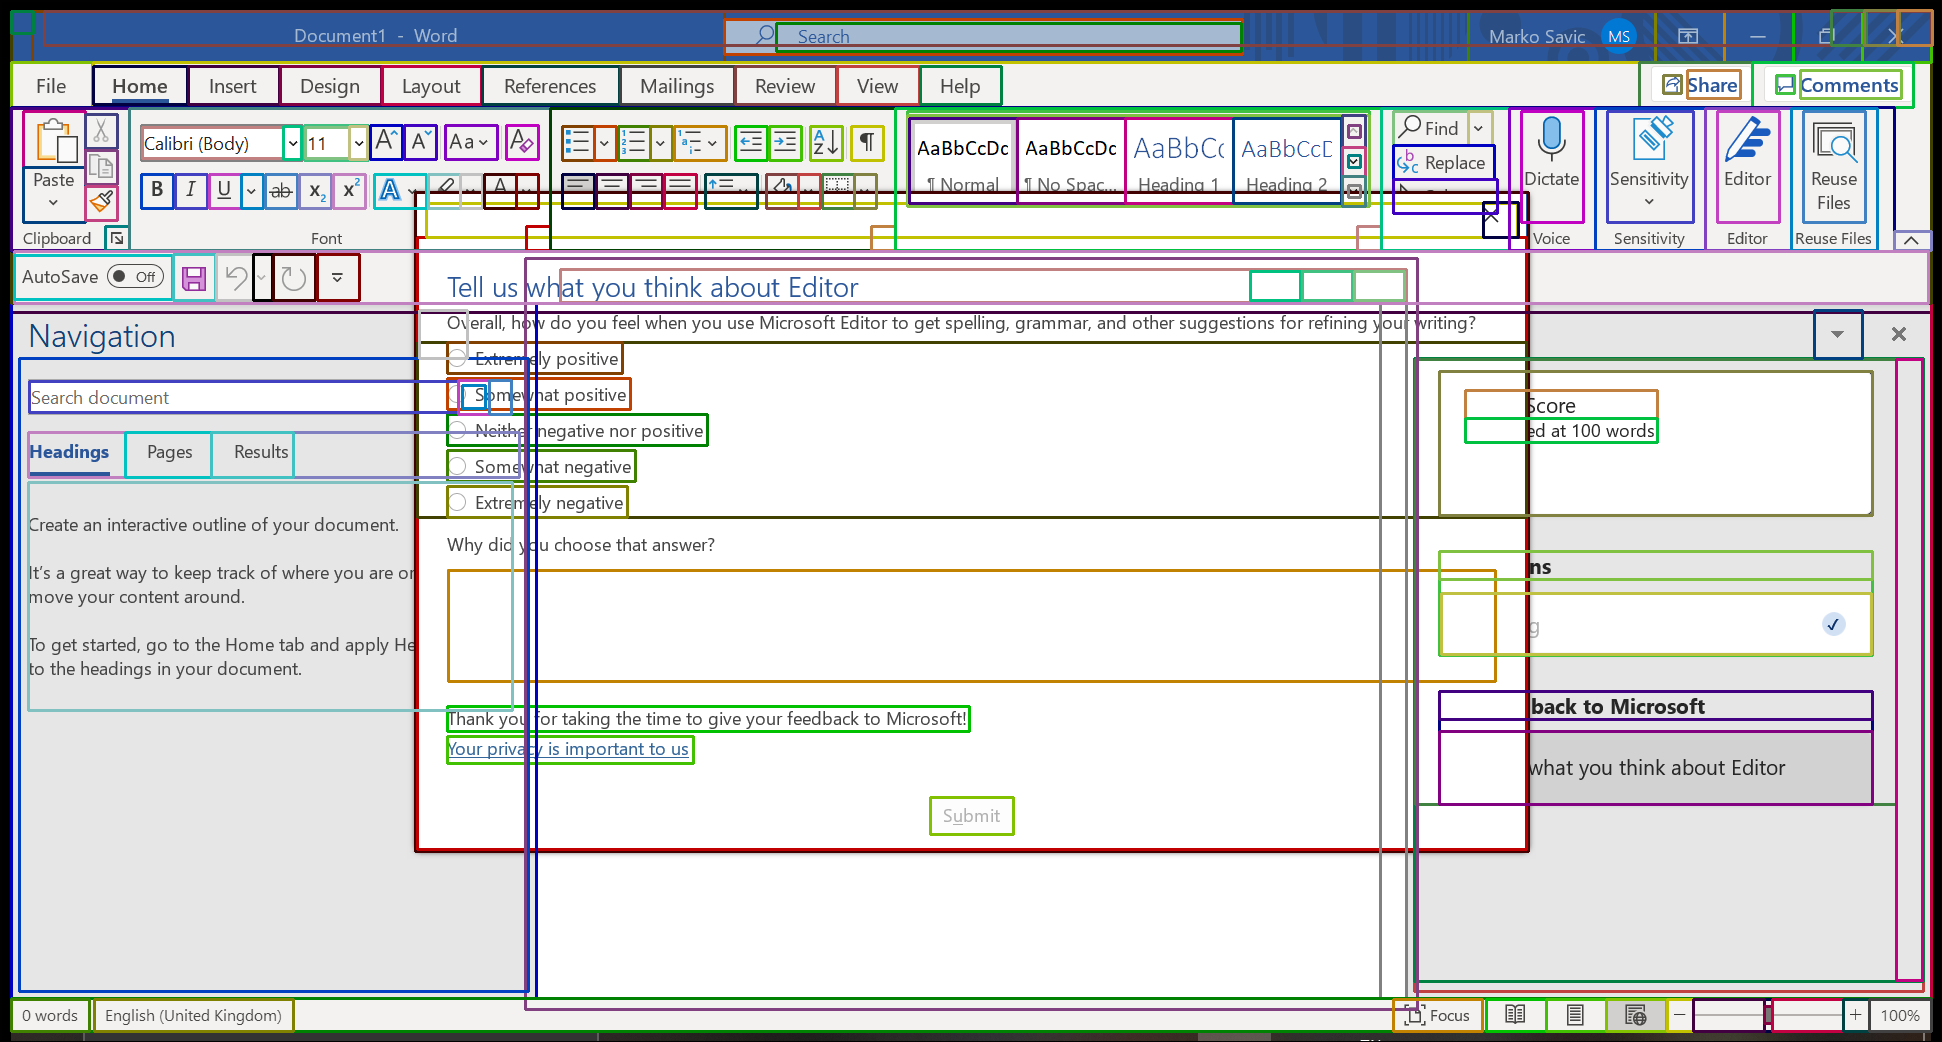 Document1 - Word
Search
Marko Savic
MS
File
Home
Insert
Design
Layout
References
Mailings
Review
View
Help
Share
Comments
Paste
Clipboard
Calibri (Body)
11
Aa
B I U ab x₂ x²
A
A
Font
AaBbCcDc
¶ Normal
AaBbCcDc
¶ No Spac...
AaBbCc
Heading 1
AaBbCcD
Heading 2
Find
Replace
Dictate
Voice
Sensitivity
Sensitivity
Editor
Editor
Reuse
Files
Reuse Files
AutoSave
Off
Navigation
Search document
Headings
Pages
Results
Create an interactive outline of your document.
It's a great way to keep track of where you are or
move your content around.
To get started, go to the Home tab and apply He
to the headings in your document.
Tell us what you think about Editor
Overall, how do you feel when you use Microsoft Editor to get spelling, grammar, and other suggestions for refining your writing?
Extremely positive
Somewhat positive
Neither negative nor positive
Somewhat negative
Extremely negative
Why did you choose that answer?
Thank you for taking the time to give your feedback to Microsoft!
Your privacy is important to us
Submit
Score
ed at 100 words
ns
g
back to Microsoft
what you think about Editor
0 words
English (United Kingdom)
Focus
100%